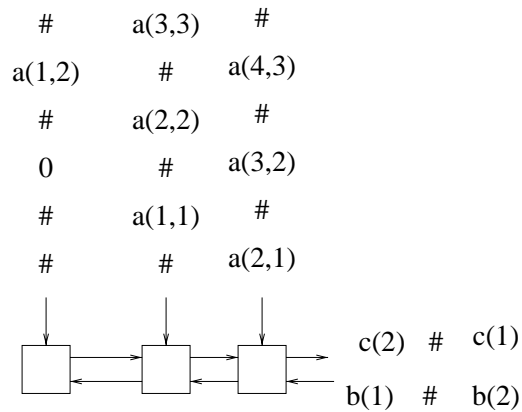 # a(3,3) #
a(1,2) # a(4,3)
# a(2,2) #
0 # a(3,2)
# a(1,1) #
# # a(2,1)
c(2) # c(1)
b(1) # b(2)